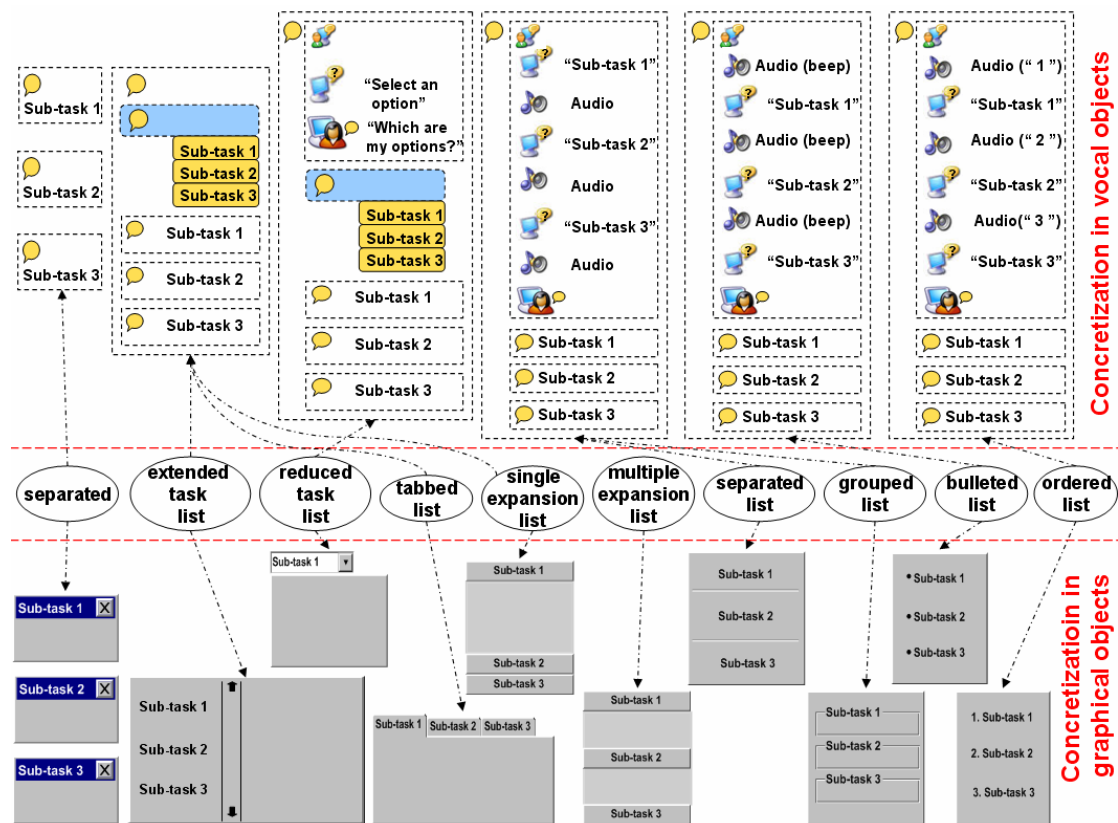 Sub-task 1
Sub-task 2
Sub-task 3
Sub-task 1
Sub-task 2
Sub-task 3
Sub-task 1
Sub-task 2
Sub-task 3
“Select an
option”
“Which are
my options?”
Sub-task 1
Sub-task 2
Sub-task 3
Sub-task 1
Sub-task 2
Sub-task 3
“Sub-task 1”
Audio
“Sub-task 2”
Audio
“Sub-task 3”
Audio
Sub-task 1
Sub-task 2
Sub-task 3
Audio (beep)
“Sub-task 1”
Audio (beep)
“Sub-task 2”
Audio (beep)
“Sub-task 3”
Sub-task 1
Sub-task 2
Sub-task 3
Audio (“ 1 ”)
“Sub-task 1”
Audio (“ 2 ”)
“Sub-task 2”
Audio(“ 3 ”)
“Sub-task 3”
Sub-task 1
Sub-task 2
Sub-task 3
Concretization in vocal objects
separated
extended
task
list
reduced
task
list
tabbed
list
single
expansion
list
multiple
expansion
list
separated
list
grouped
list
bulleted
list
ordered
list
Sub-task 1 X
Sub-task 2 X
Sub-task 3 X
Sub-task 1
Sub-task 2
Sub-task 3
Sub-task 1
Sub-task 1 Sub-task 2 Sub-task 3
Sub-task 1
Sub-task 2
Sub-task 3
Sub-task 1
Sub-task 2
Sub-task 3
Sub-task 1
Sub-task 2
Sub-task 3
Sub-task 1
Sub-task 2
Sub-task 3
• Sub-task 1
• Sub-task 2
• Sub-task 3
1. Sub-task 1
2. Sub-task 2
3. Sub-task 3
Concretizatioin in
graphical objects